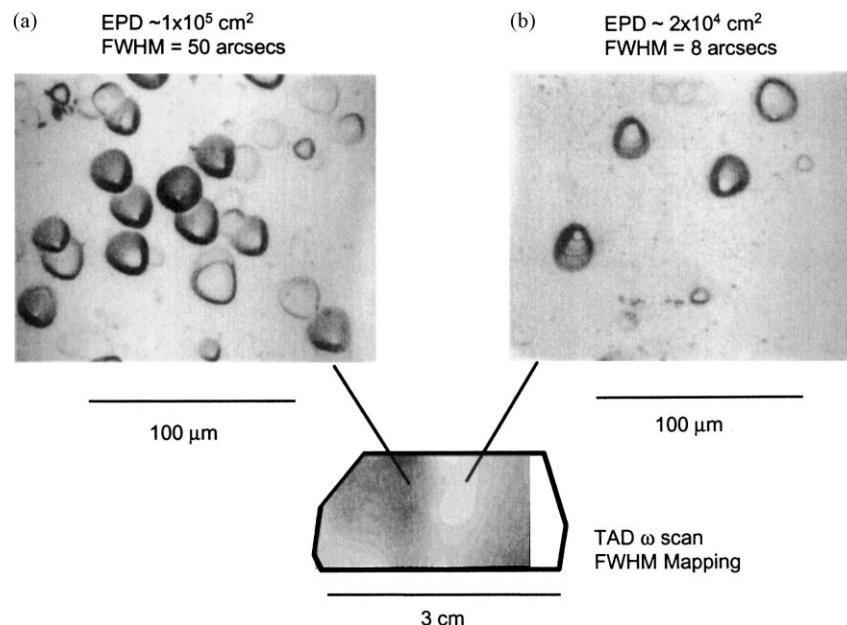 (a)
EPD ~1x10⁵ cm²
FWHM = 50 arcsecs
(b)
EPD ~ 2x10⁴ cm²
FWHM = 8 arcsecs
100 μm
100 μm
TAD ω scan
FWHM Mapping
3 cm